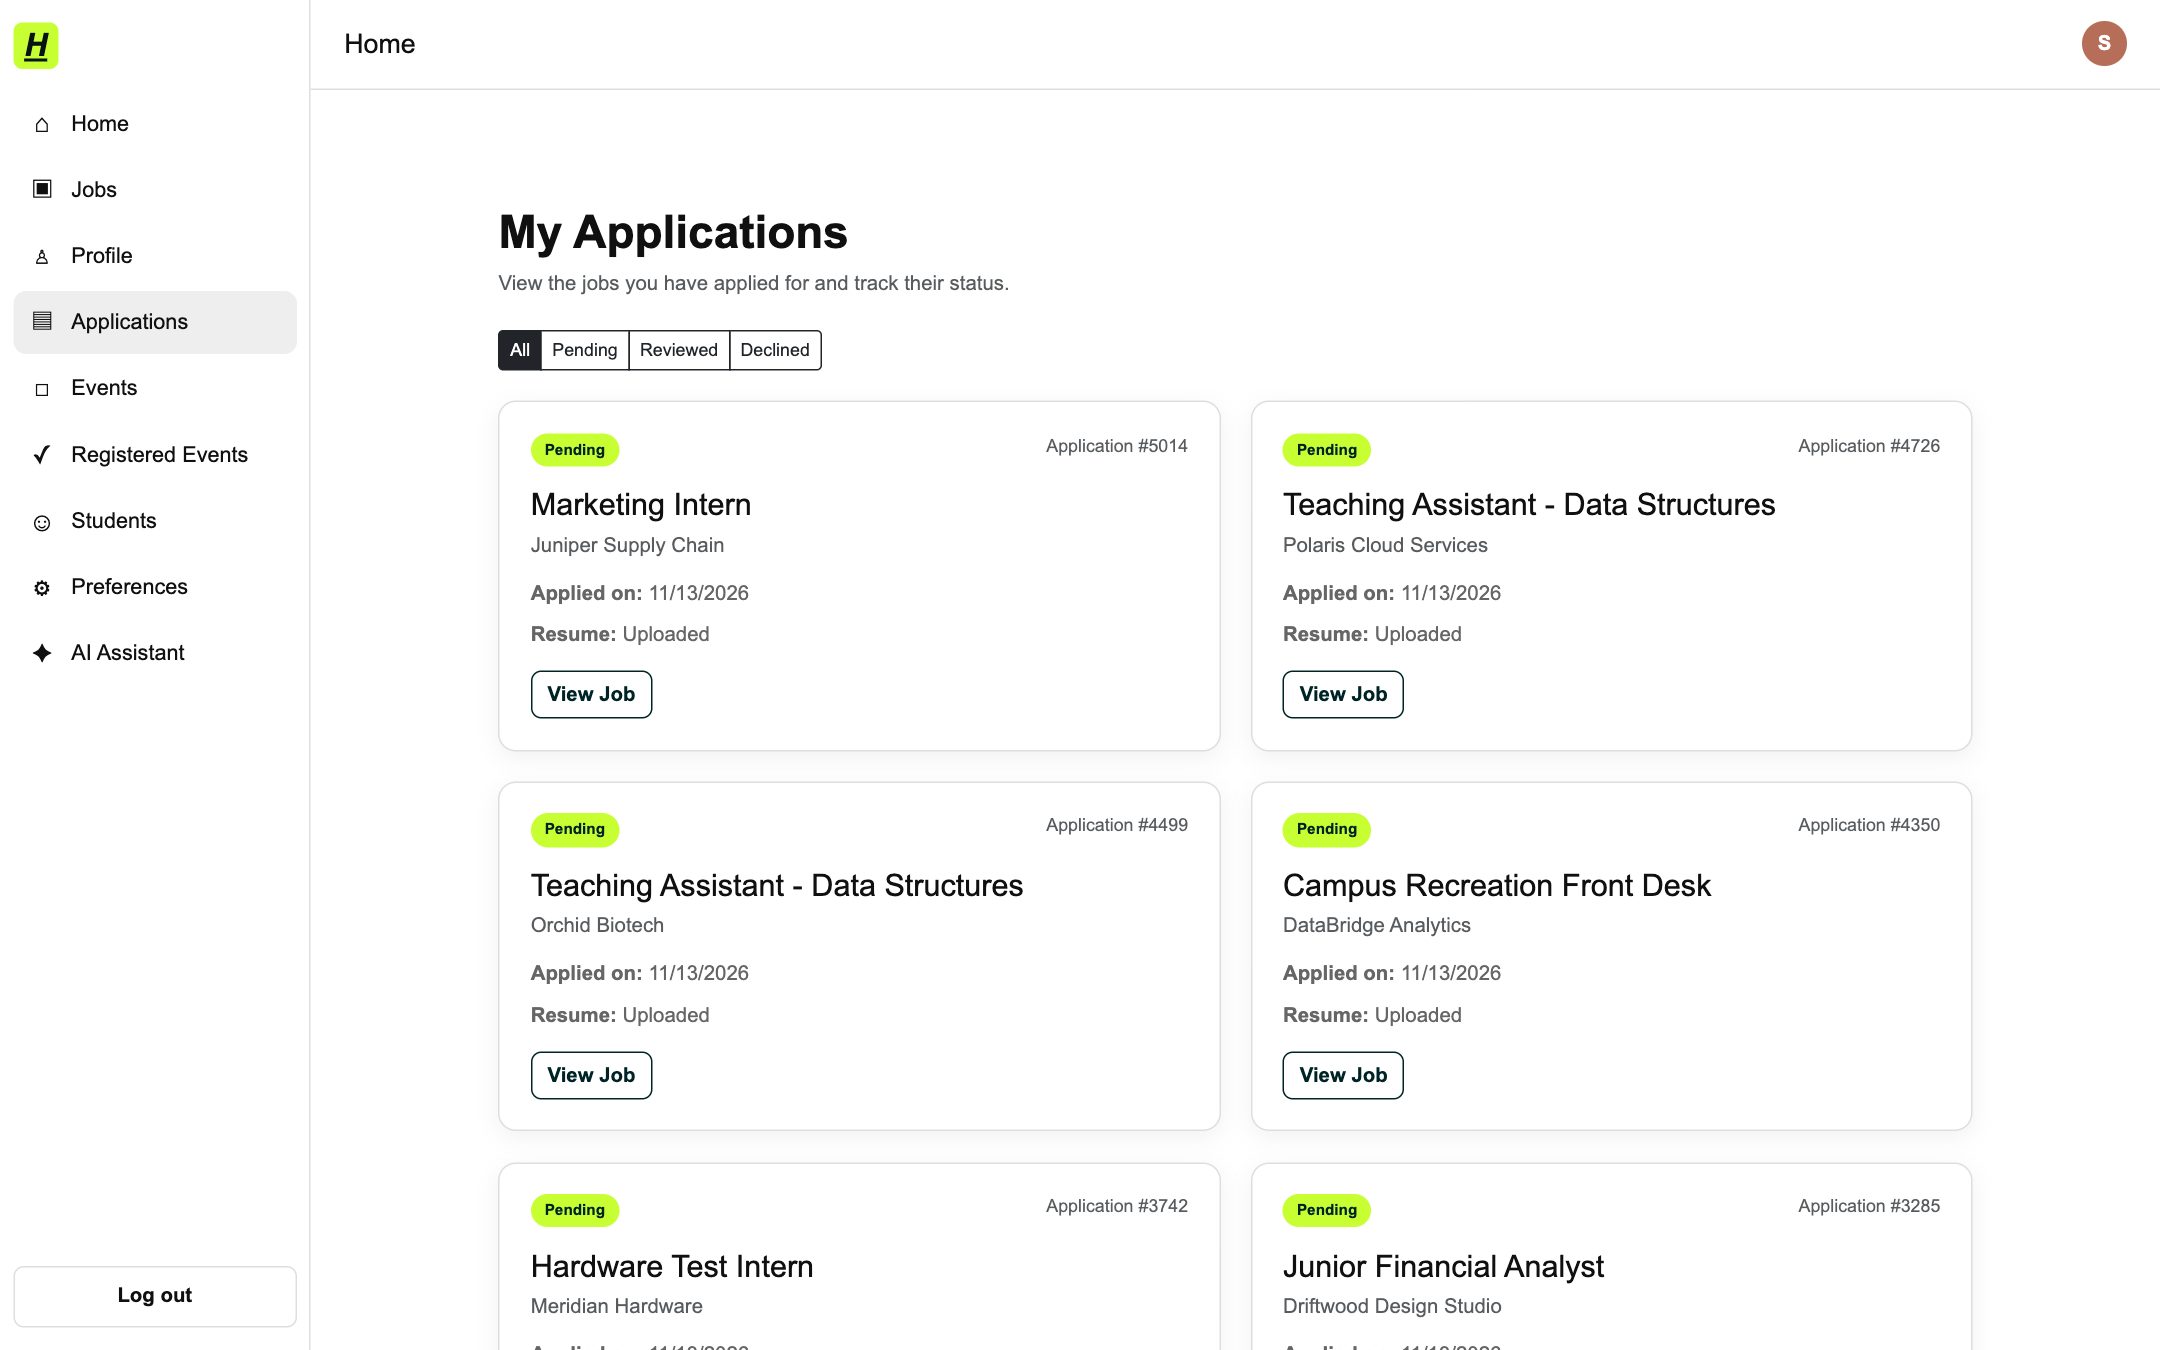 H
Home
Home
Jobs
Profile
Applications
Events
Registered Events
Students
Preferences
AI Assistant
Log out
S
My Applications
View the jobs you have applied for and track their status.
All Pending Reviewed Declined
Pending
Application #5014
Marketing Intern
Juniper Supply Chain
Applied on: 11/13/2026
Resume: Uploaded
View Job
Pending
Application #4726
Teaching Assistant - Data Structures
Polaris Cloud Services
Applied on: 11/13/2026
Resume: Uploaded
View Job
Pending
Application #4499
Teaching Assistant - Data Structures
Orchid Biotech
Applied on: 11/13/2026
Resume: Uploaded
View Job
Pending
Application #4350
Campus Recreation Front Desk
DataBridge Analytics
Applied on: 11/13/2026
Resume: Uploaded
View Job
Pending
Application #3742
Hardware Test Intern
Meridian Hardware
Pending
Application #3285
Junior Financial Analyst
Driftwood Design Studio